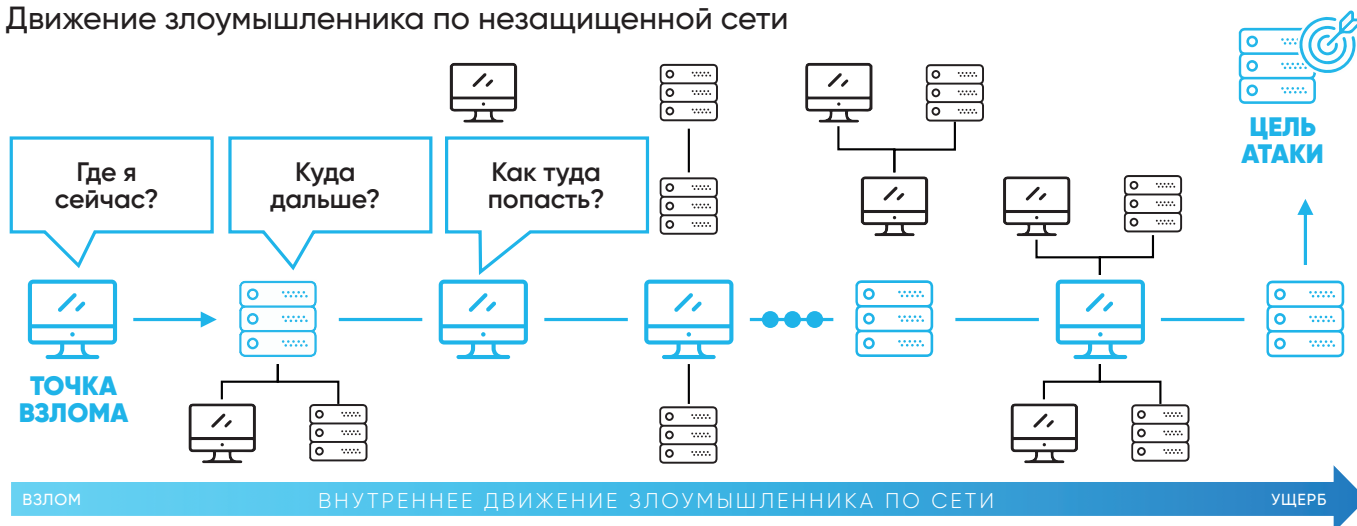 Движение злоумышленника по незащищенной сети
ЦЕЛЬ
АТАКИ
Где я
сейчас?
Куда
дальше?
Как туда
попасть?
ТОЧКА
ВЗЛОМА
ВЗЛОМ
ВНУТРЕННЕЕ ДВИЖЕНИЕ ЗЛОУМЫШЛЕННИКА ПО СЕТИ
УЩЕРБ